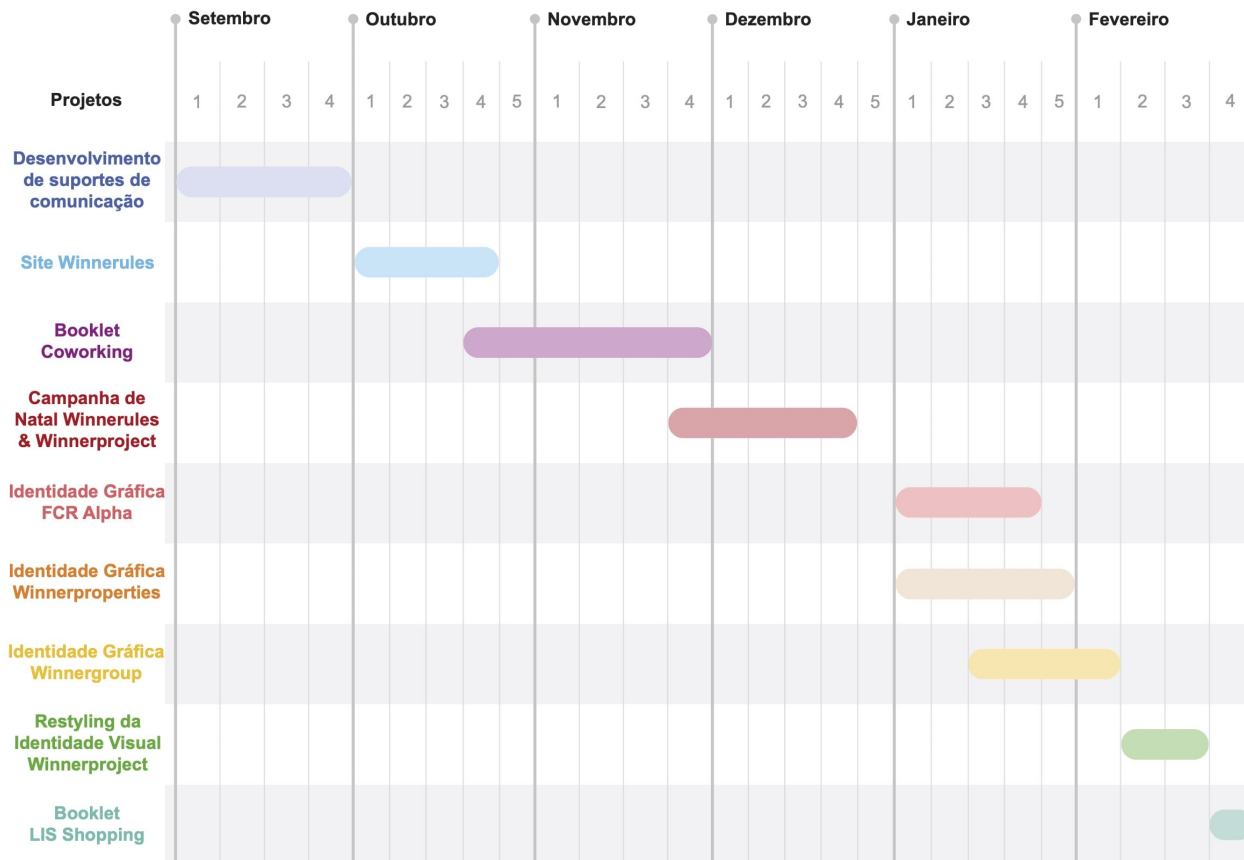 Setembro Outubro Novembro Dezembro Janeiro Fevereiro
Projetos 1 2 3 4 1 2 3 4 5 1 2 3 4 1 2 3 4 5 1 2 3 4 5 1 2 3 4
Desenvolvimento
de suportes de
comunicação
Site Winnerules
Booklet
Coworking
Campanha de
Natal Winnerules
& Winnerproject
Identidade Gráfica
FCR Alpha
Identidade Gráfica
Winnerproperties
Identidade Gráfica
Winnergroup
Restyling da
Identidade Visual
Winnerproject
Booklet
LIS Shopping